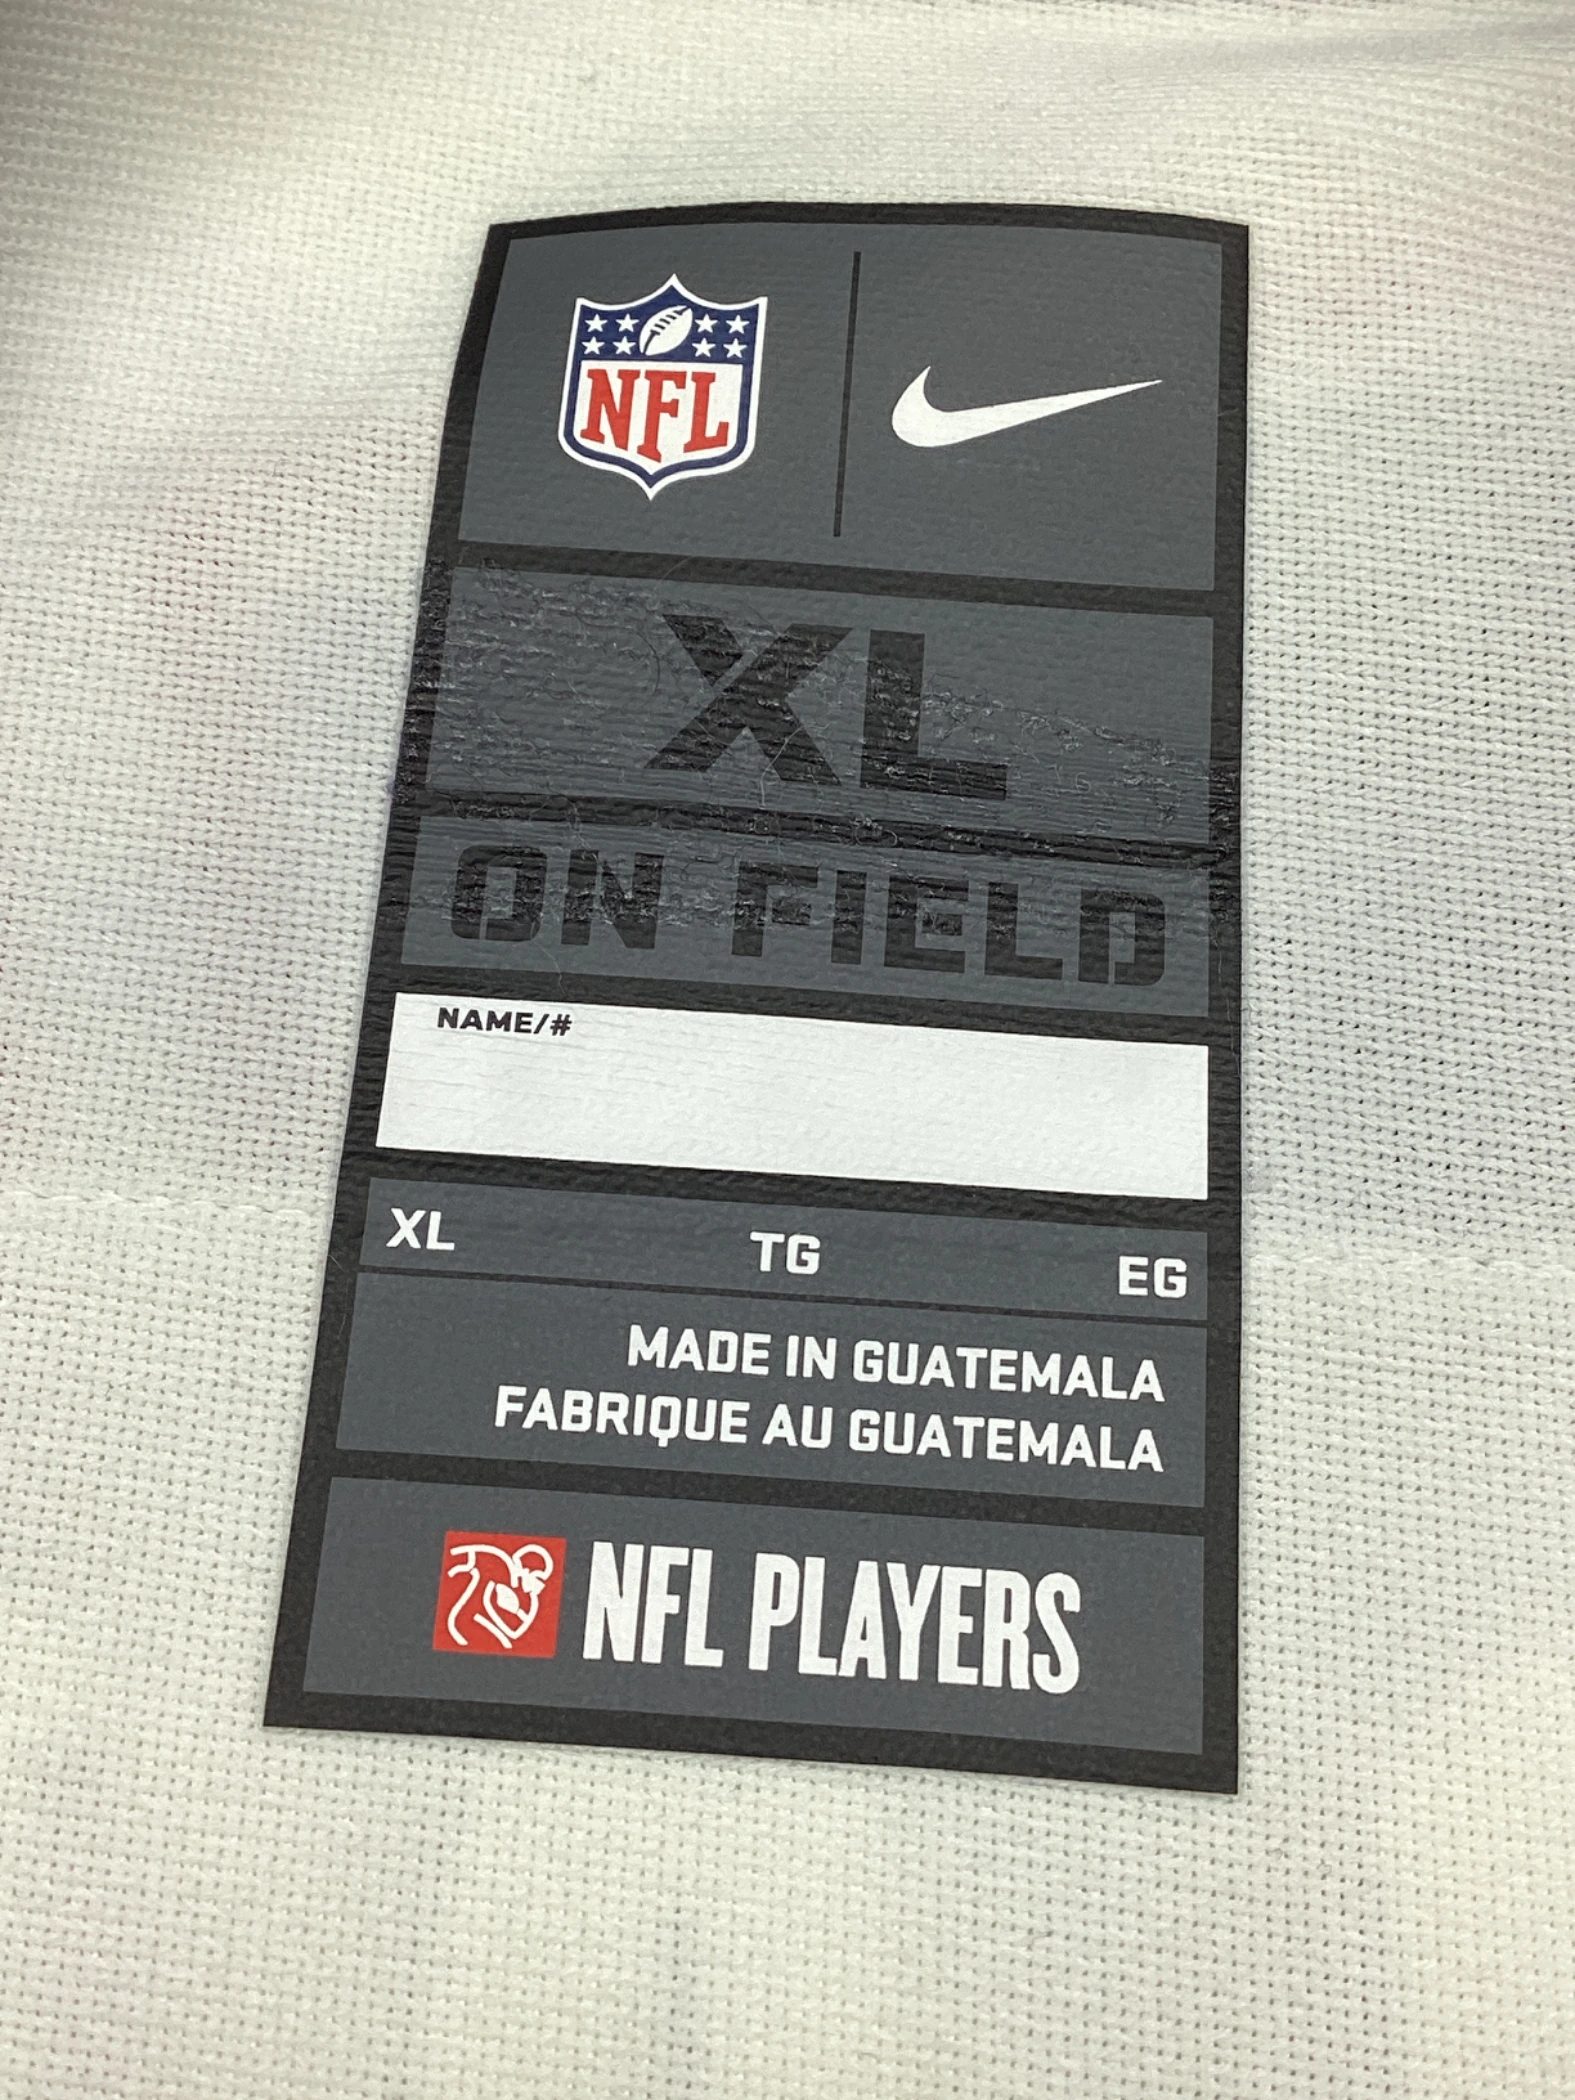 NFL
XL
ON FIELD
NAME/#
XL TG EG
MADE IN GUATEMALA
FABRIQUE AU GUATEMALA
NFL PLAYERS